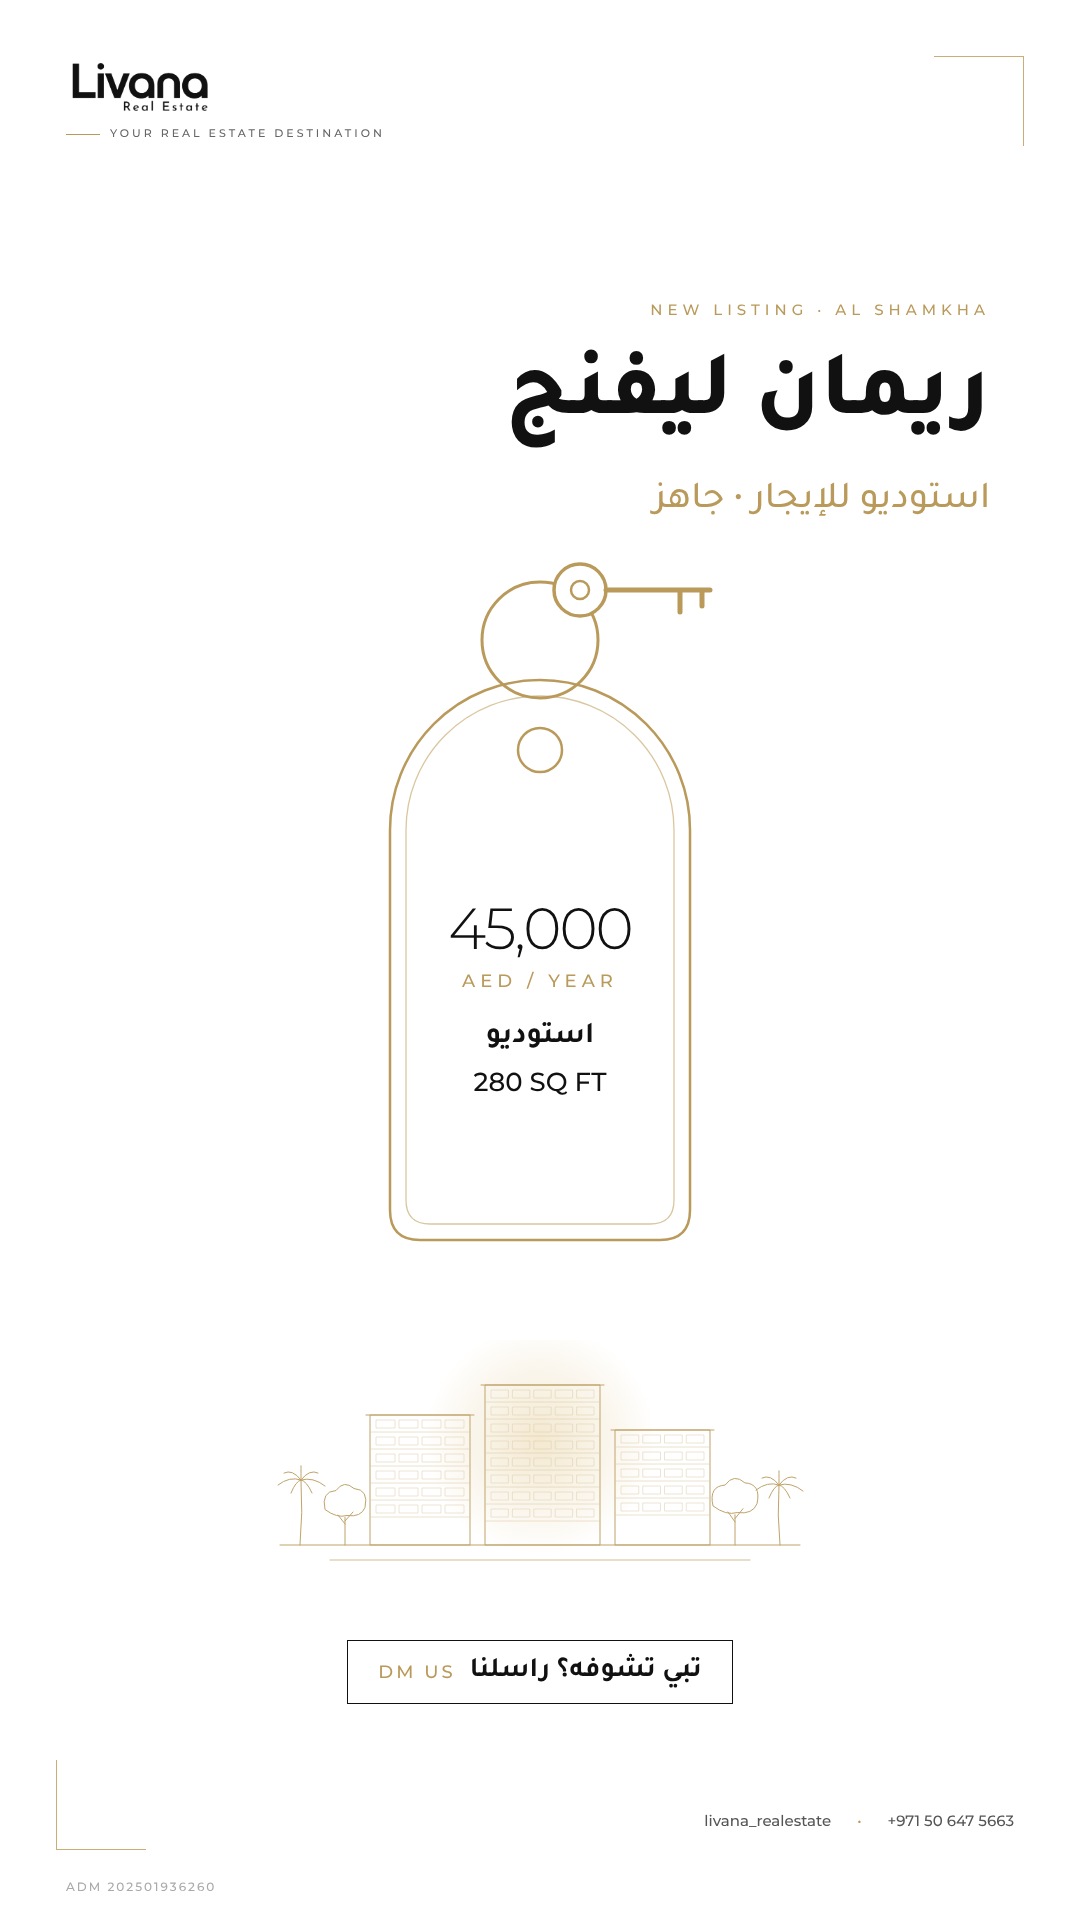 Livana
Real Estate
YOUR REAL ESTATE DESTINATION
NEW LISTING · AL SHAMKHA
ريمان ليفنج
استوديو للإيجار · جاهز
45,000
AED / YEAR
استوديو
280 SQ FT
تبي تشوفه؟ راسلنا DM US
livana_realestate · +971 50 647 5663
ADM 202501936260